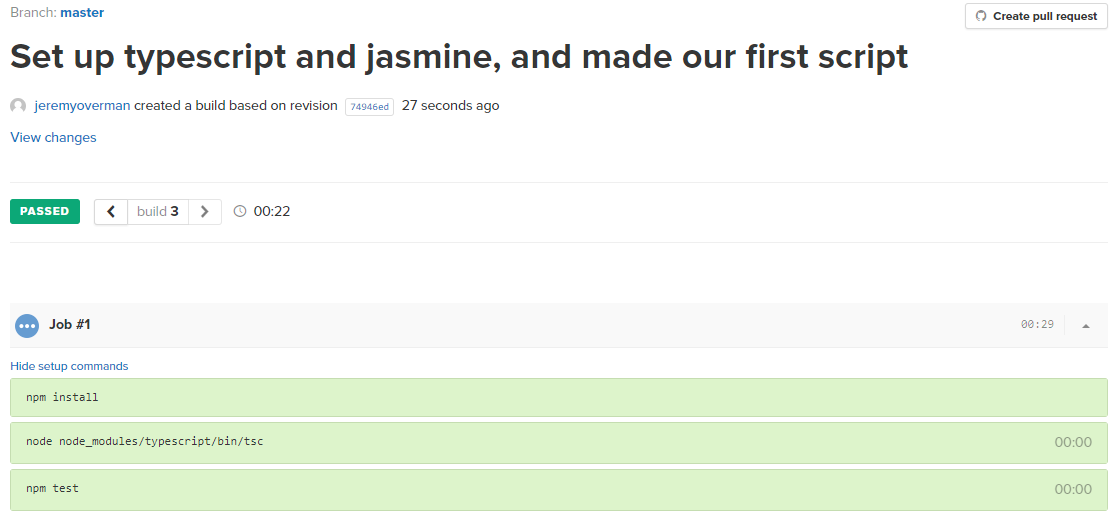 Branch: master
Create pull request
Set up typescript and jasmine, and made our first script
jeremyoverman created a build based on revision 74946ed 27 seconds ago
View changes
PASSED build 3 00:22
Job #1 00:29
Hide setup commands
npm install
node node_modules/typescript/bin/tsc 00:00
npm test 00:00